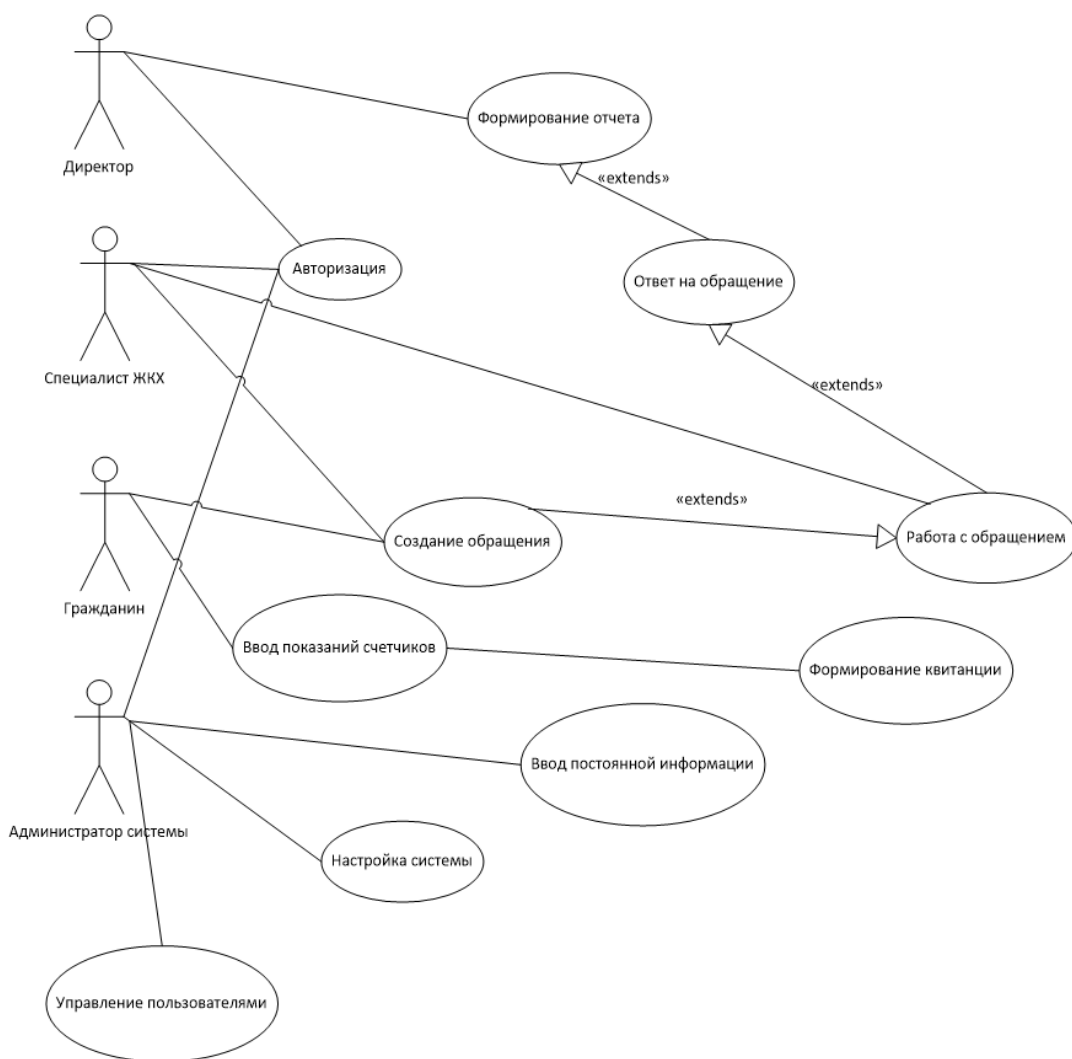 Формирование отчета
Директор
«extends»
Авторизация
Ответ на обращение
Специалист ЖКХ
«extends»
«extends»
Создание обращения
Работа с обращением
Гражданин
Ввод показаний счетчиков
Формирование квитанции
Ввод постоянной информации
Администратор системы
Настройка системы
Управление пользователями